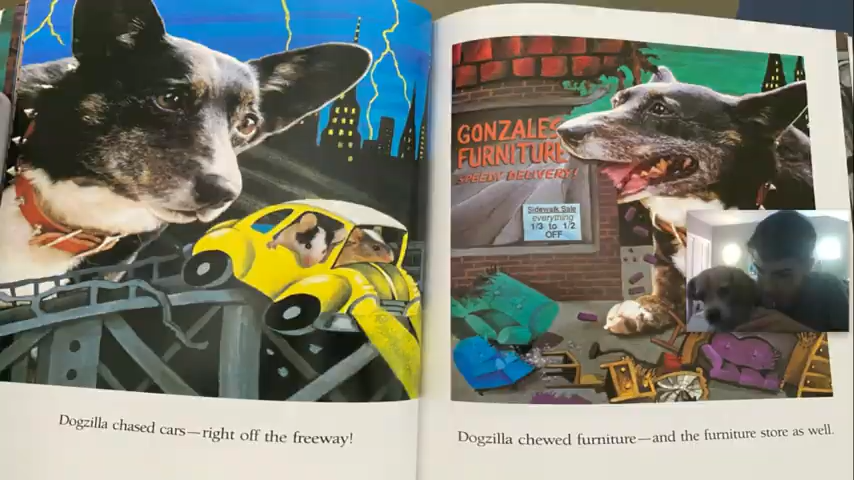 Dogzilla chased cars—right off the freeway!
GONZALES
FURNITURE
SPEEDY DELIVERY!
Sidewalk Sale
everything
1/3 to 1/2
OFF
Dogzilla chewed furniture—and the furniture store as well.